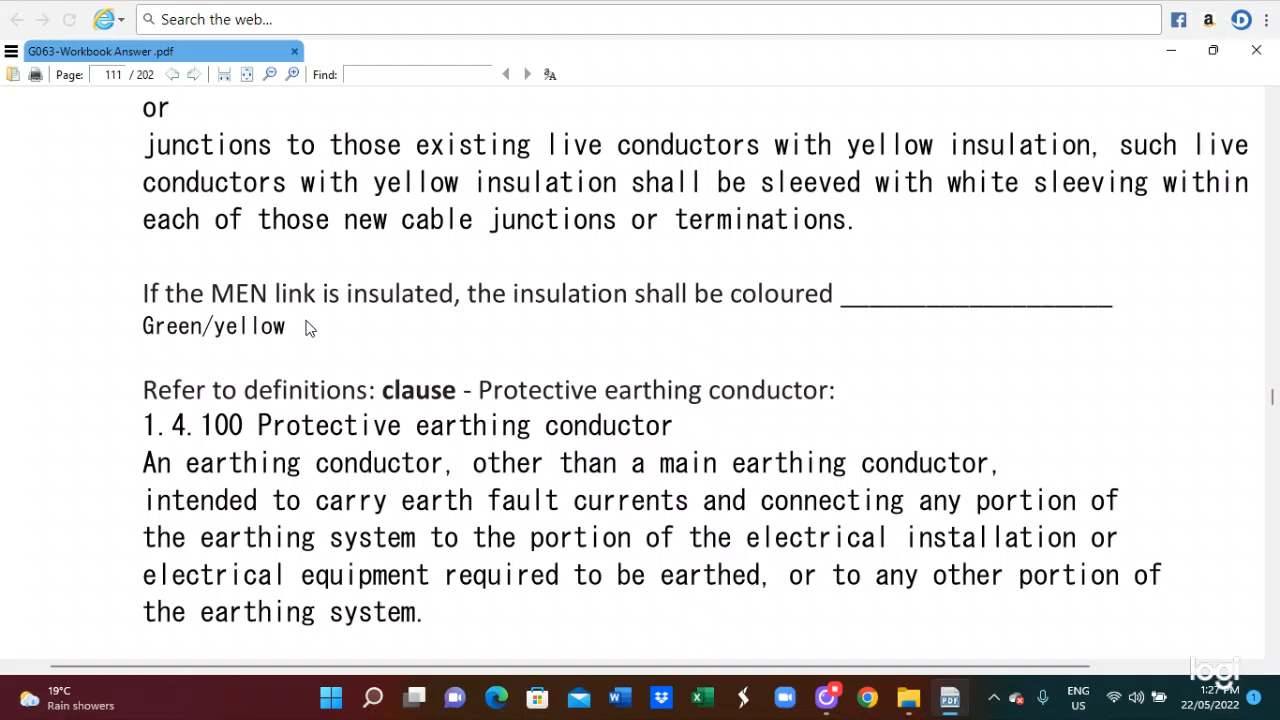 Search the web...
G063-Workbook Answer .pdf
Page: 111 / 202 Find:
or
junctions to those existing live conductors with yellow insulation, such live
conductors with yellow insulation shall be sleeved with white sleeving within
each of those new cable junctions or terminations.
If the MEN link is insulated, the insulation shall be coloured ___________________
Green/yellow
Refer to definitions: clause - Protective earthing conductor:
1.4.100 Protective earthing conductor
An earthing conductor, other than a main earthing conductor,
intended to carry earth fault currents and connecting any portion of
the earthing system to the portion of the electrical installation or
electrical equipment required to be earthed, or to any other portion of
the earthing system.
logi
19°C
Rain showers
ENG
US
1:27 PM
22/05/2022